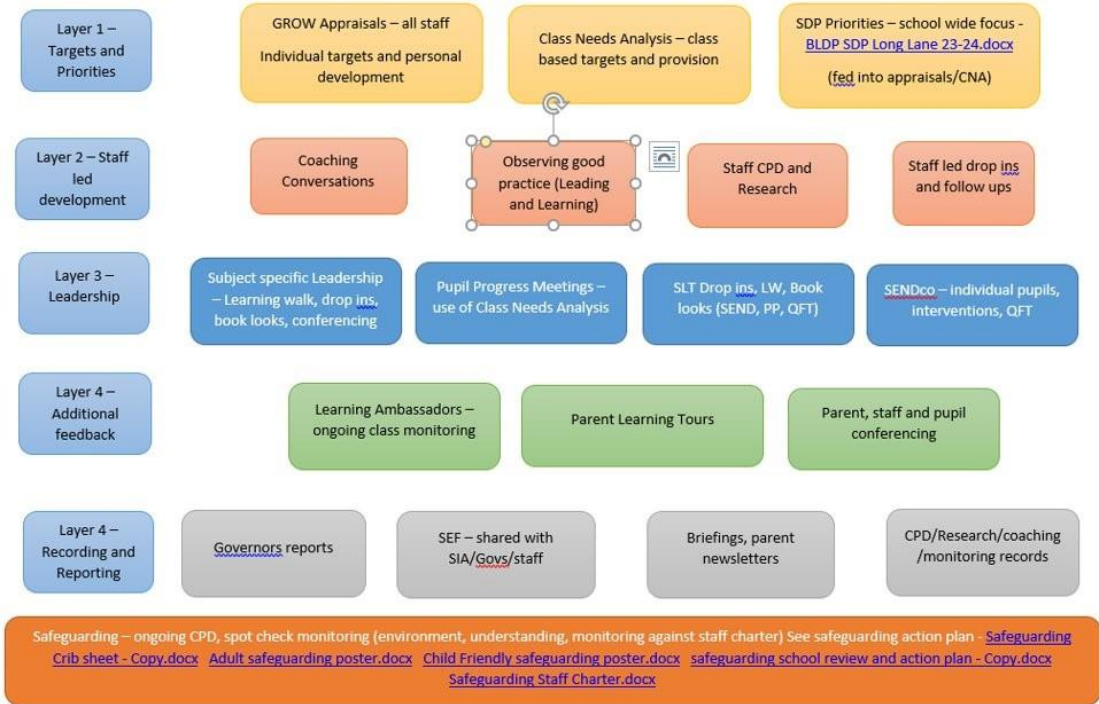 Layer 1 –
Targets and
Priorities
GROW Appraisals – all staff
Individual targets and personal
development
Class Needs Analysis – class
based targets and provision
SDP Priorities – school wide focus -
BLDP SDP Long Lane 23-24.docx
(fed into appraisals/CNA)
Layer 2 – Staff
led
development
Coaching
Conversations
Observing good
practice (Leading
and Learning)
Staff CPD and
Research
Staff led drop ins
and follow ups
Layer 3 –
Leadership
Subject specific Leadership
– Learning walk, drop ins,
book looks, conferencing
Pupil Progress Meetings –
use of Class Needs Analysis
SLT Drop ins, LW, Book
looks (SEND, PP, QFT)
SENDco – individual pupils,
interventions, QFT
Layer 4 –
Additional
feedback
Learning Ambassadors –
ongoing class monitoring
Parent Learning Tours
Parent, staff and pupil
conferencing
Layer 4 –
Recording and
Reporting
Governors reports
SEF – shared with
SIA/Govs/staff
Briefings, parent
newsletters
CPD/Research/coaching
/monitoring records
Safeguarding – ongoing CPD, spot check monitoring (environment, understanding, monitoring against staff charter) See safeguarding action plan - Safeguarding
Crib sheet - Copy.docx Adult safeguarding poster.docx Child Friendly safeguarding poster.docx safeguarding school review and action plan - Copy.docx
Safeguarding Staff Charter.docx